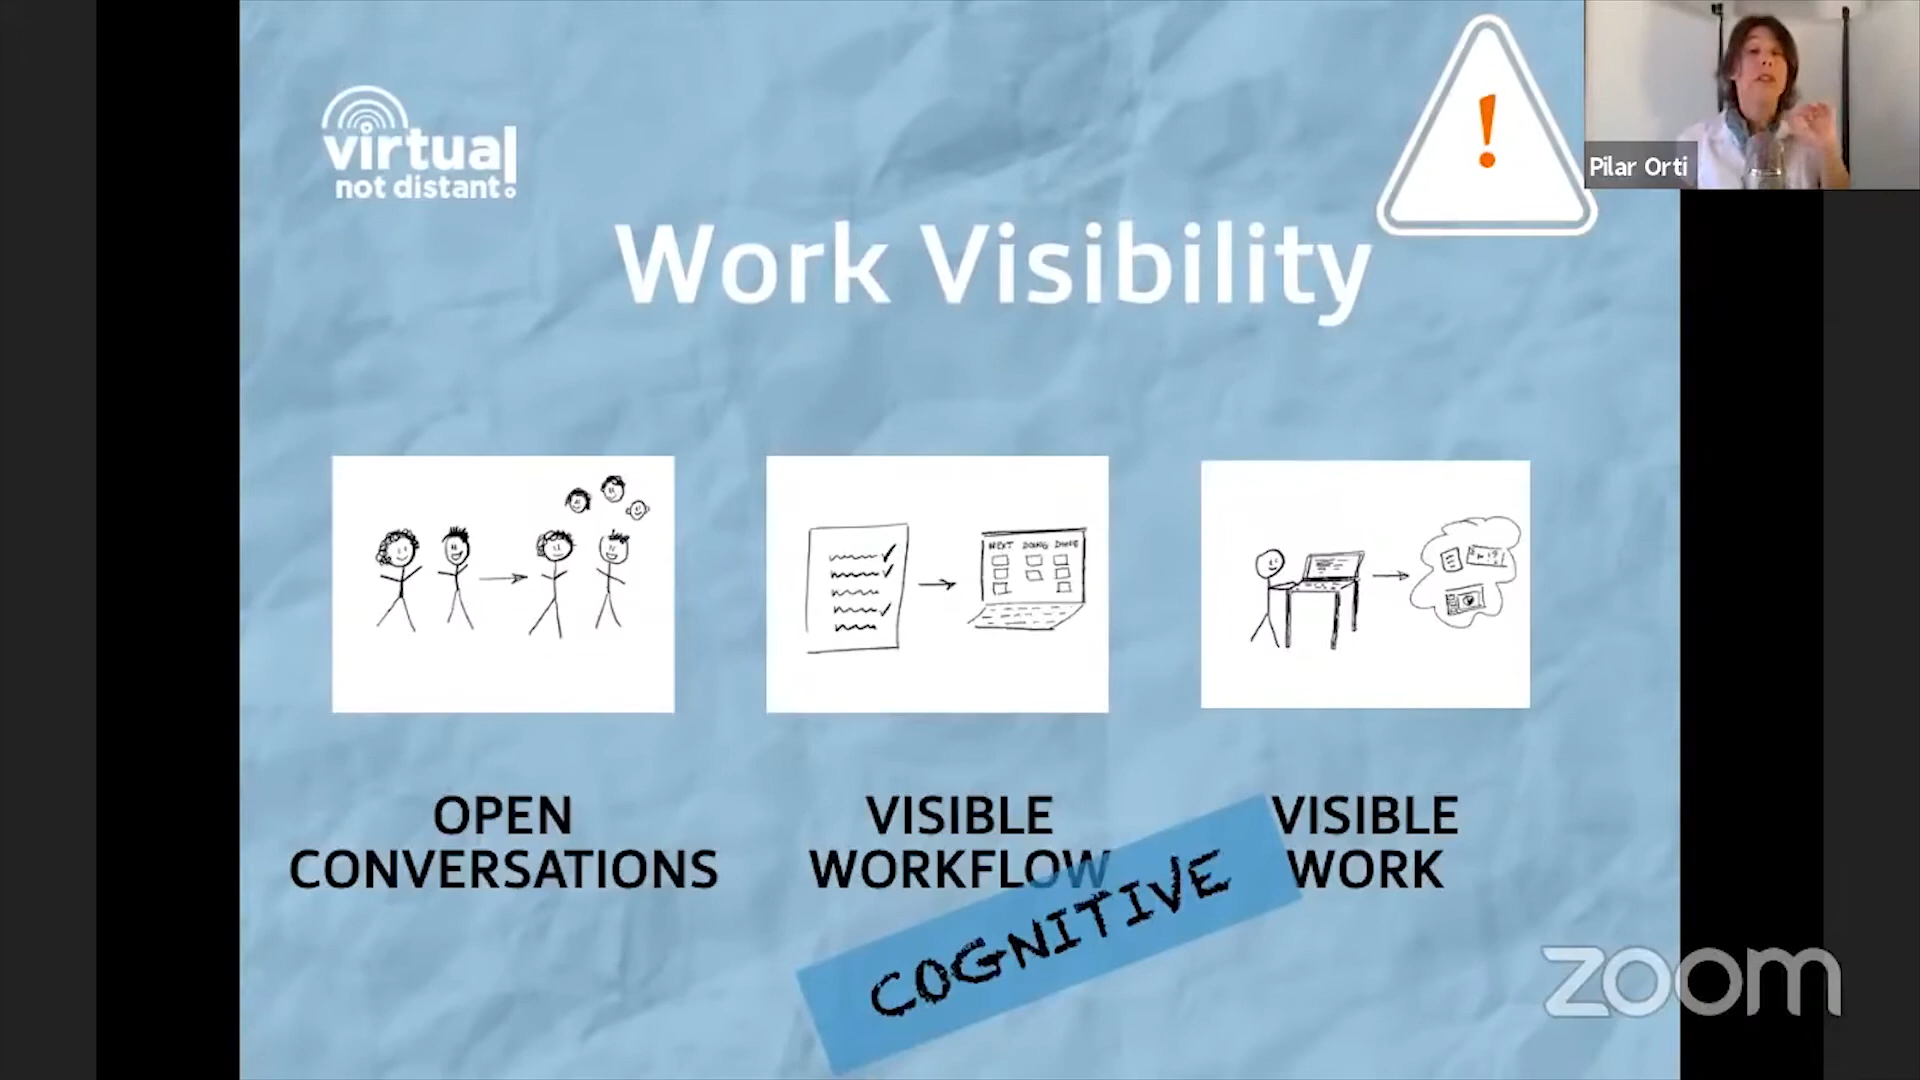 virtual
not distant.
!
Pilar Orti
Work Visibility
NEXT DOING DONE
OPEN
CONVERSATIONS
VISIBLE
WORKFLOW
VISIBLE
WORK
COGNITIVE
zoom